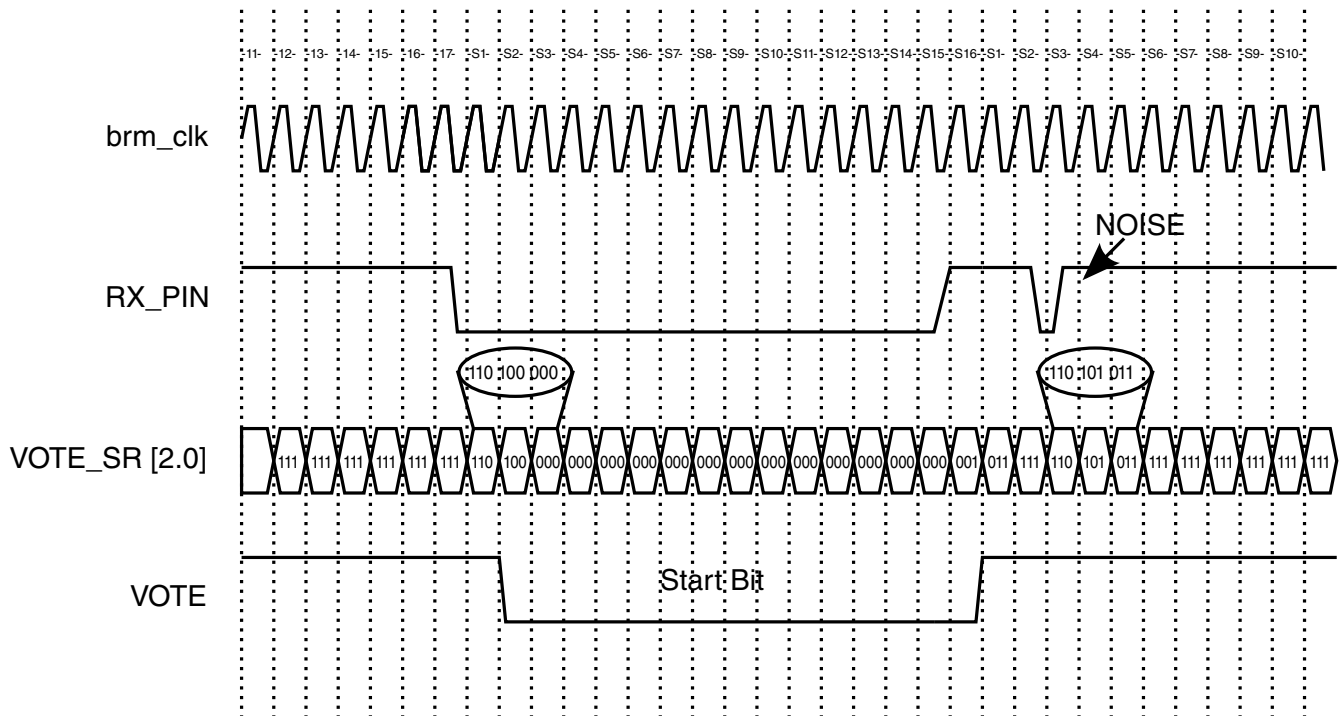 -11- -12- -13- -14- -15- -16- -17- -S1- -S2- -S3- -S4- -S5- -S6- -S7- -S8- -S9- -S10- -S11- -S12- -S13- -S14- -S15- -S16- -S1- -S2- -S3- -S4- -S5- -S6- -S7- -S8- -S9- -S10-
brm_clk
NOISE
RX_PIN
110 100 000 110 101 011
VOTE_SR [2.0] 111 111 111 111 111 111 110 100 000 000 000 000 000 000 000 000 000 000 000 000 000 001 011 111 110 101 011 111 111 111 111 111 111
Start Bit
VOTE